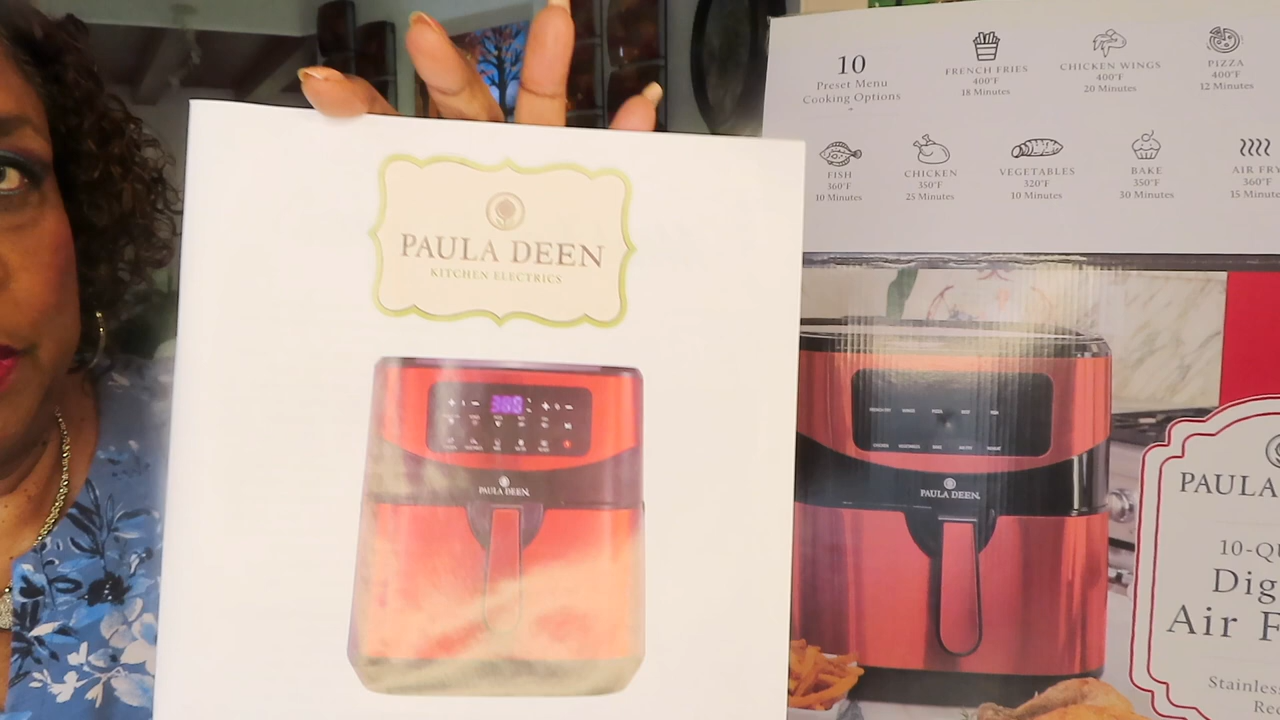 PAULA DEEN
KITCHEN ELECTRICS
PAULA DEEN
10
Preset Menu
Cooking Options
FRENCH FRIES
400°F
18 Minutes
CHICKEN WINGS
400°F
20 Minutes
PIZZA
400°F
12 Minutes
FISH
360°F
10 Minutes
CHICKEN
350°F
25 Minutes
VEGETABLES
320°F
10 Minutes
BAKE
350°F
30 Minutes
AIR FRY
360°F
15 Minute
PAULA DEEN
PAULA
10-QU
Dig
Air F
Stainles
Re